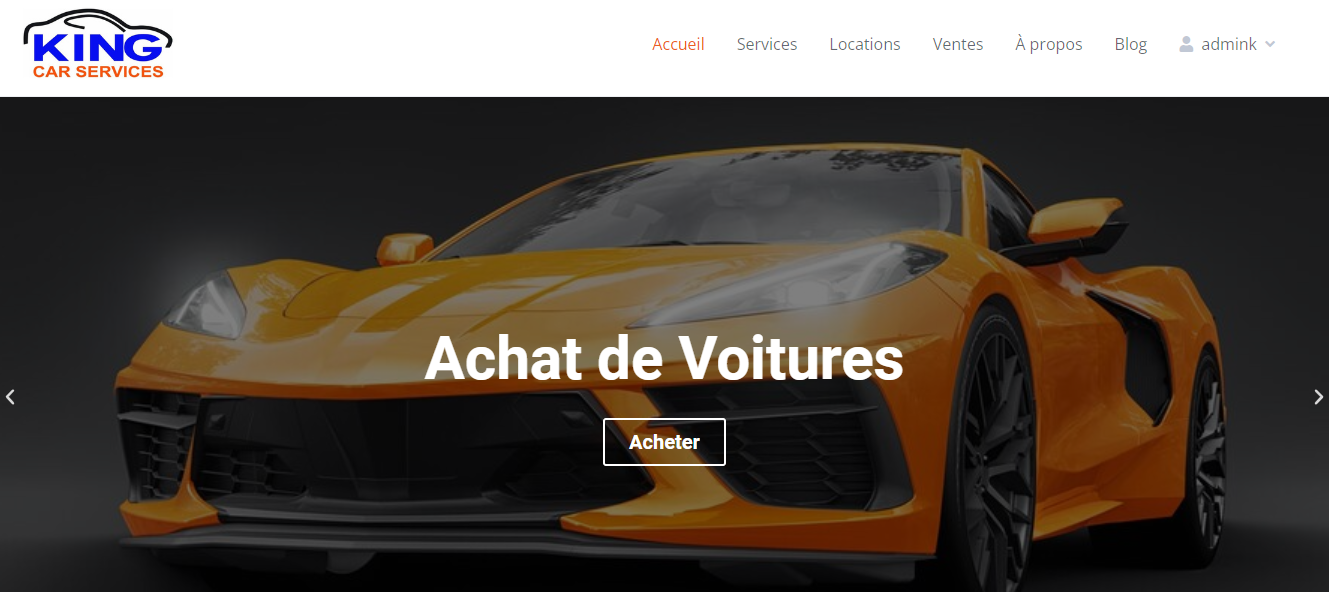 KING
CAR SERVICES
Accueil Services Locations Ventes À propos Blog admink
Achat de Voitures
Acheter